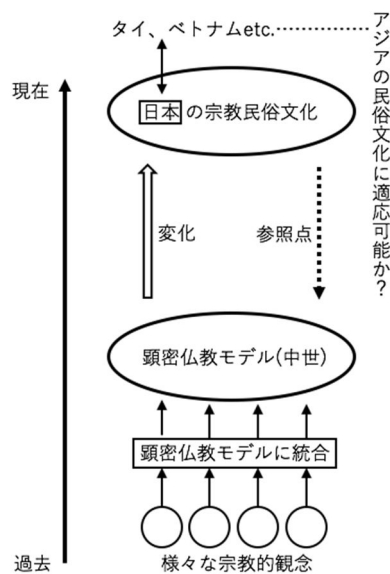 タイ、ベトナムetc.
アジアの民俗文化に適応可能か？
現在
日本の宗教民俗文化
変化
参照点
顕密仏教モデル(中世)
顕密仏教モデルに統合
過去
様々な宗教的観念